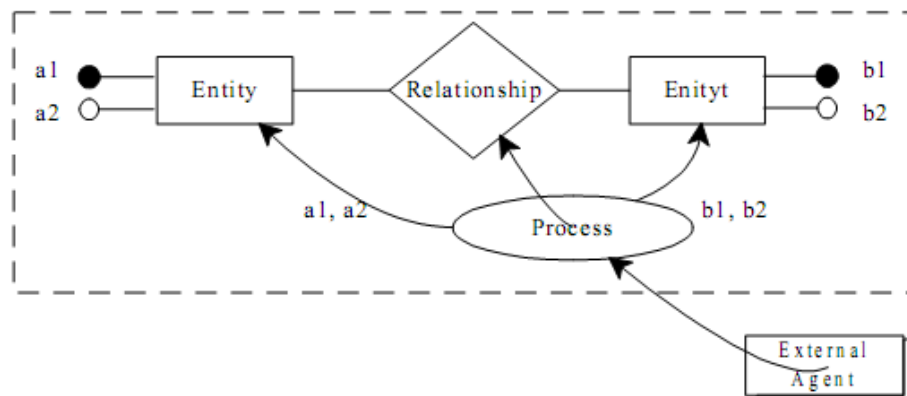 a1
a2
Entity
Relationship
Enityt
b1
b2
a1, a2
Process
b1, b2
External
Agent